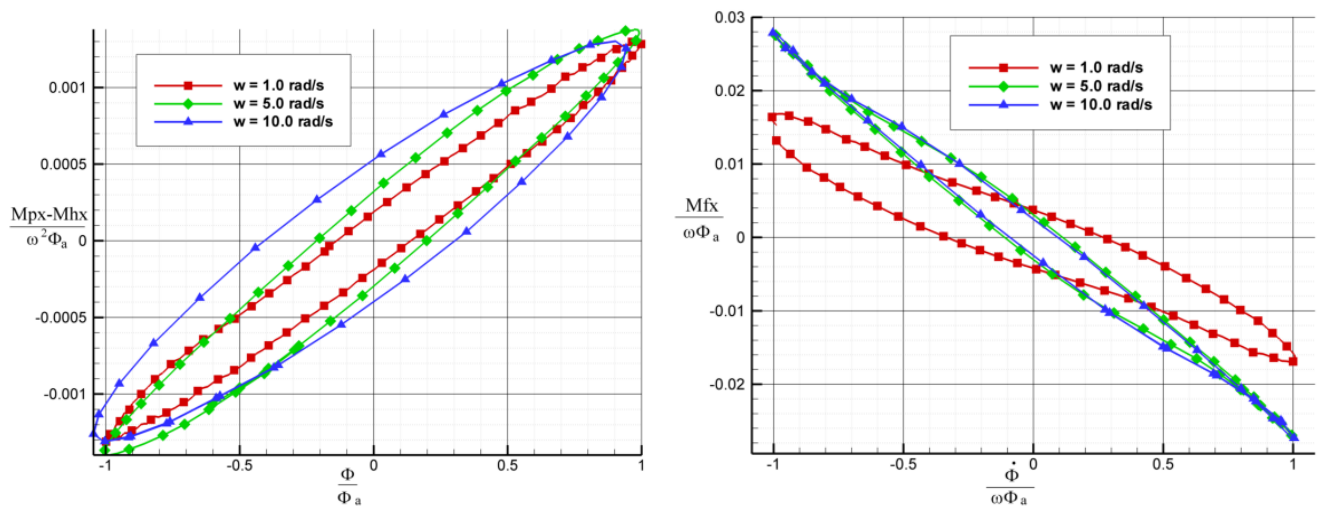 0.001
0.0005
0
-0.0005
-0.001
Mpx-Mhx
ω²Φa
w = 1.0 rad/s
w = 5.0 rad/s
w = 10.0 rad/s
-1
-0.5
0
0.5
1
Φ
Φa
0.03
0.02
0.01
0
-0.01
-0.02
Mfx
ωΦa
w = 1.0 rad/s
w = 5.0 rad/s
w = 10.0 rad/s
-1
-0.5
0
0.5
1
Φ̇
ωΦa